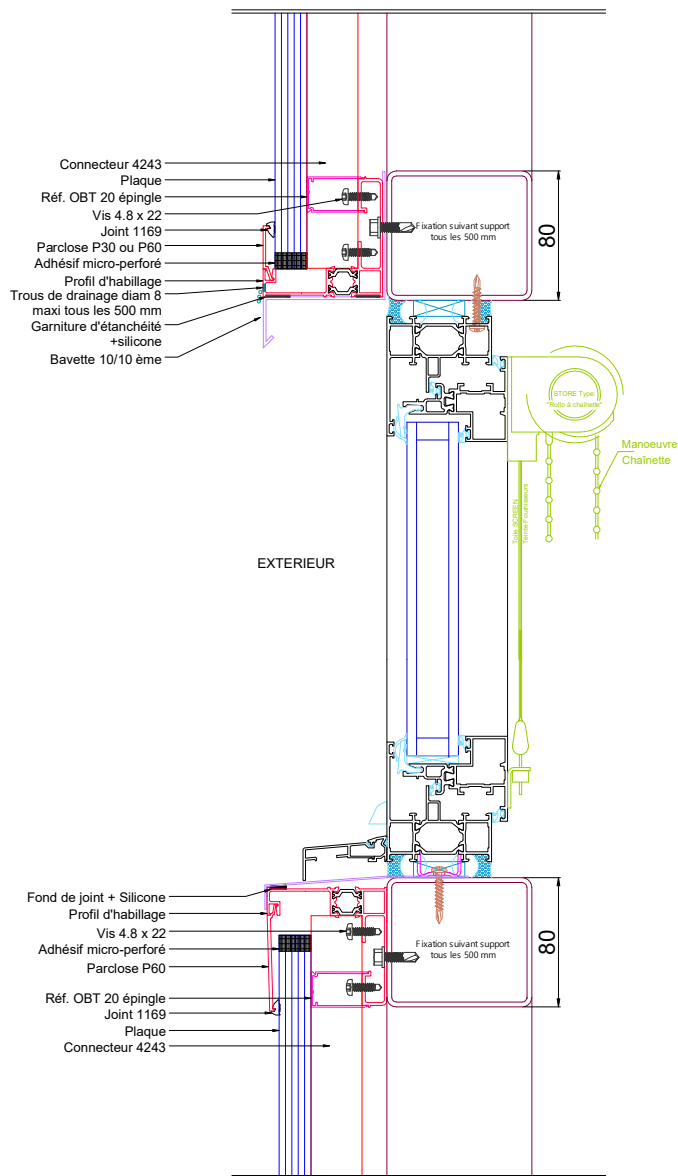 Connecteur 4243
Plaque
Réf. OBT 20 épingle
Vis 4.8 x 22
Joint 1169
Parclose P30 ou P60
Adhésif micro-perforé
Profil d'habillage
Trous de drainage diam 8
maxi tous les 500 mm
Garniture d'étanchéité
+silicone
Bavette 10/10 ème
Fixation suivant support
tous les 500 mm
80
STORE Type
"Rollo à chaînette"
Manoeuvre
Chaînette
Toile SCREEN
Teinte Fournisseurs
EXTERIEUR
Fond de joint + Silicone
Profil d'habillage
Vis 4.8 x 22
Adhésif micro-perforé
Parclose P60
Réf. OBT 20 épingle
Joint 1169
Plaque
Connecteur 4243
Fixation suivant support
tous les 500 mm
80